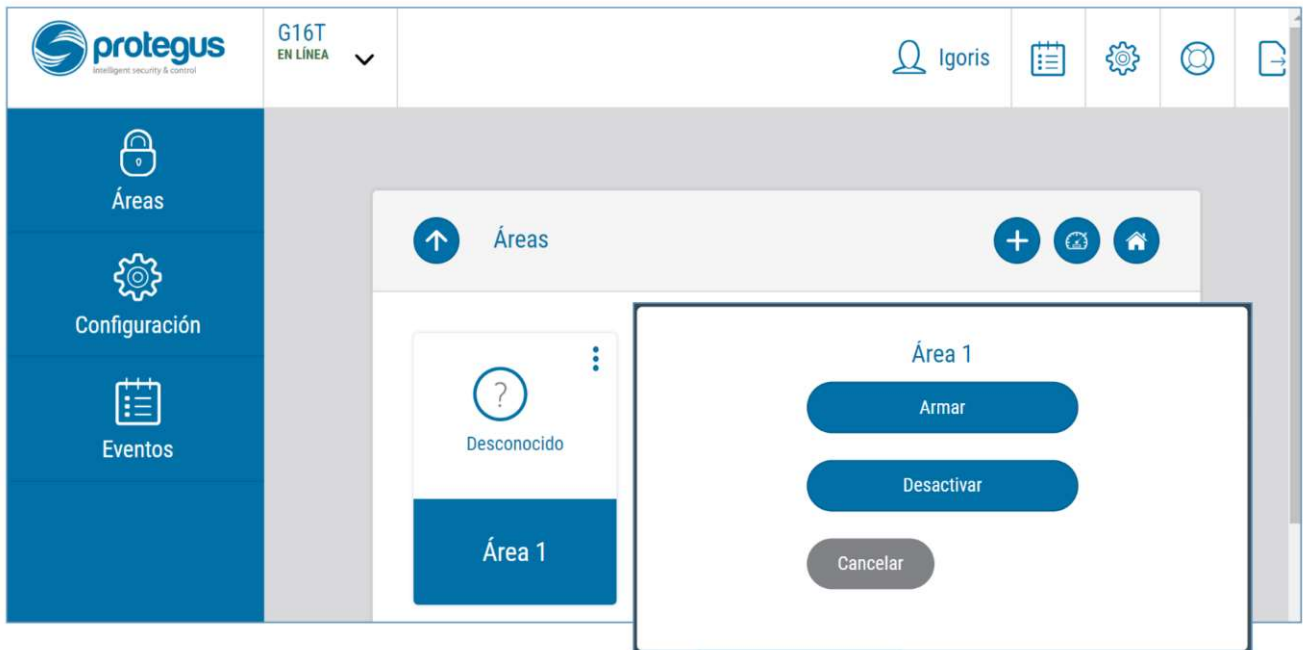 protegus
intelligent security & control
G16T
EN LÍNEA
Igoris
Áreas
Configuración
Eventos
Áreas
?
Desconocido
Área 1
Área 1
Armar
Desactivar
Cancelar